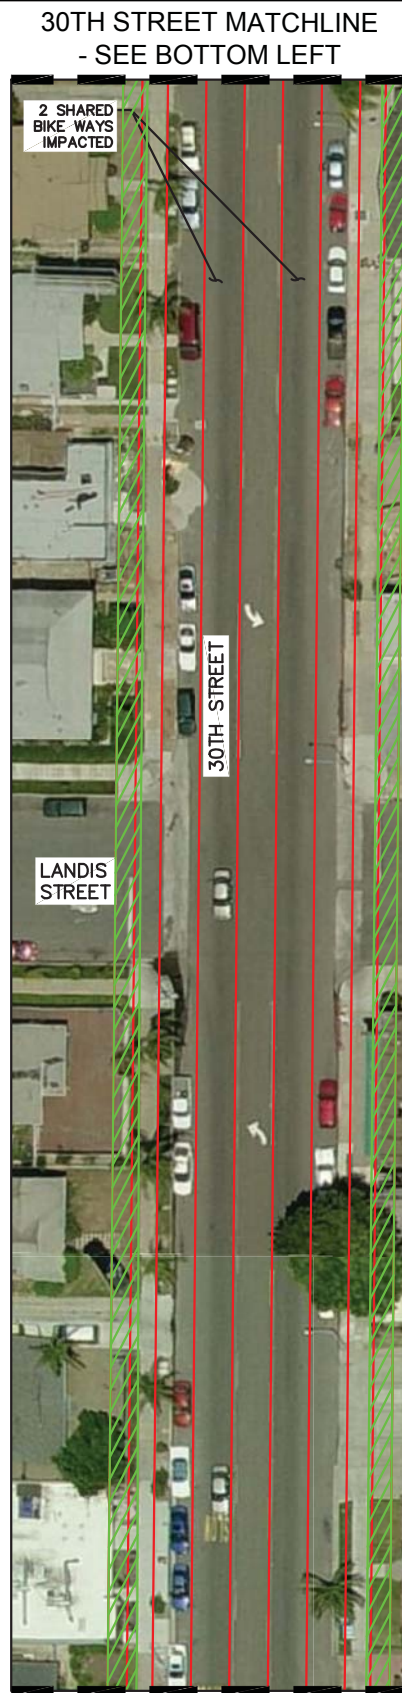 30TH STREET MATCHLINE
- SEE BOTTOM LEFT
2 SHARED
BIKE WAYS
IMPACTED
30TH STREET
LANDIS
STREET